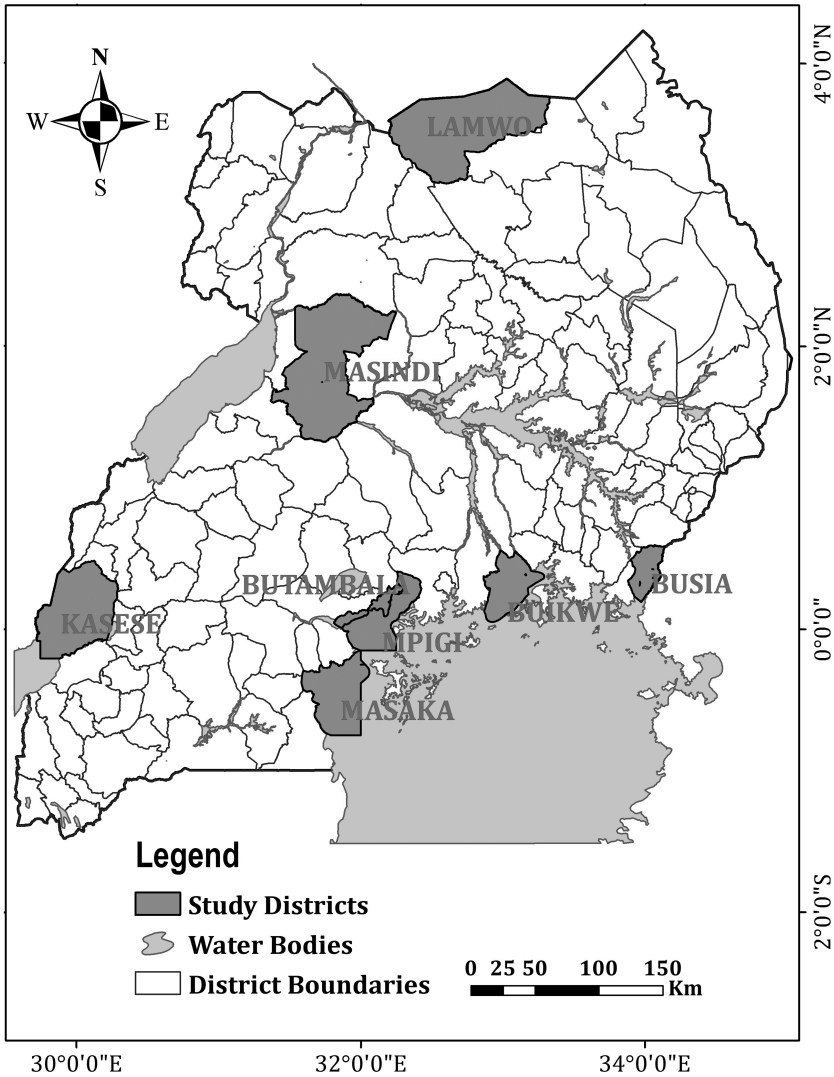 N
W E
S
4°0'0"N
LAMWO
2°0'0"N
MASINDI
BUTAMBALA
BUSIA
KASESE
BUIKWE
0°0'0"
MPIGI
MASAKA
Legend
Study Districts
2°0'0"S
Water Bodies
District Boundaries
0 25 50 100 150
Km
30°0'0"E 32°0'0"E 34°0'0"E